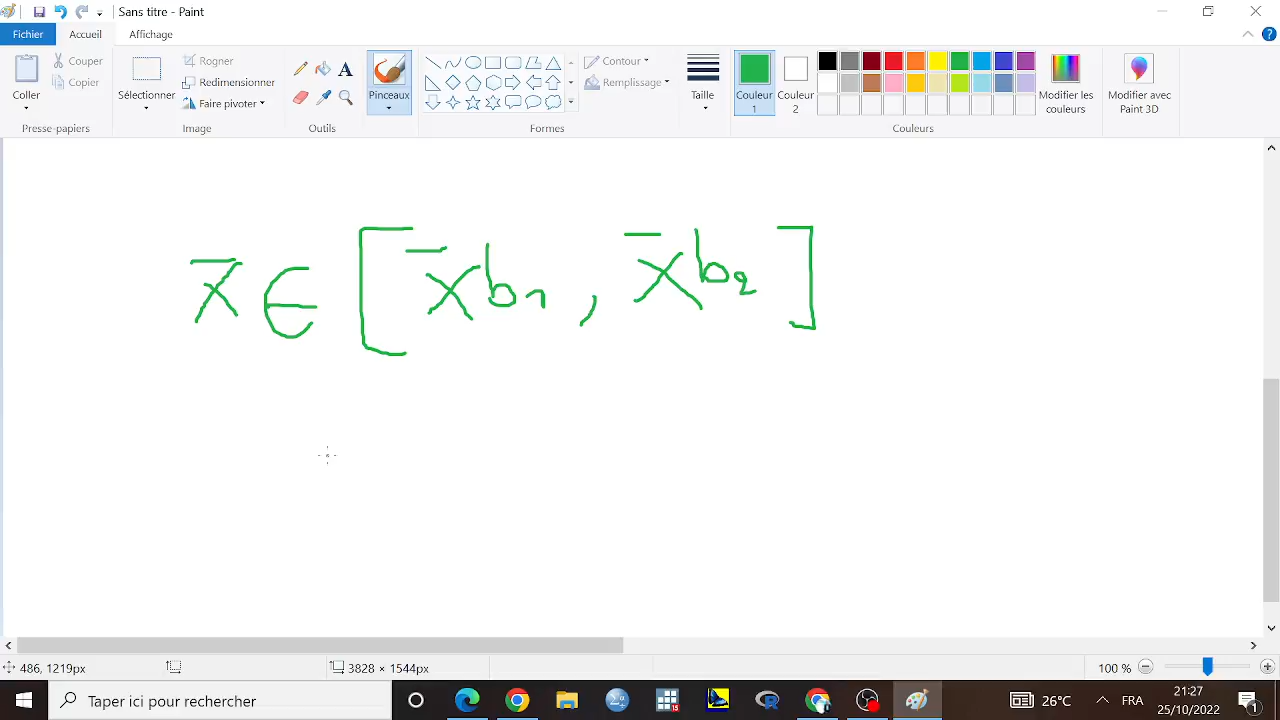 Sans titre - Paint
Fichier Accueil Affichage
Coller Couper Copier Sélectionner Rogner Redimensionner Faire pivoter Pinceaux Contour Remplissage Taille Couleur 1 Couleur 2 Modifier les couleurs Modifier avec Paint 3D
Presse-papiers Image Outils Formes Couleurs
x̄ ∈ [ x̄ b1 , x̄ b2 ]
486, 1219px 3828 × 1544px 100 %
Taper ici pour rechercher 15 26°C FRA 21:27 25/10/2022 1